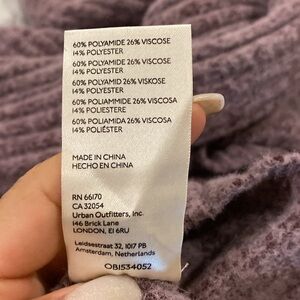 60% POLYAMIDE 26% VISCOSE
14% POLYESTER
60% POLYAMIDE 26% VISCOSE
14% POLYESTER
60% POLYAMID 26% VISKOSE
14% POLYESTER
60% POLIAMMIDE 26% VISCOSA
14% POLIESTERE
60% POLIAMIDA 26% VISCOSA
14% POLIÉSTER
MADE IN CHINA
HECHO EN CHINA
RN 66170
CA 32054
Urban Outfitters, Inc.
146 Brick Lane
LONDON, E1 6RU
Leidsestraat 32, 1017 PB
Amsterdam, Netherlands
OB1534052